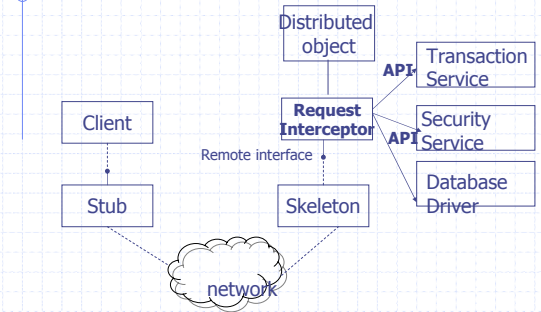 Distributed
object
API
Transaction
Service
Client
Request
Interceptor
API
Security
Service
Remote interface
Database
Driver
Stub
Skeleton
network